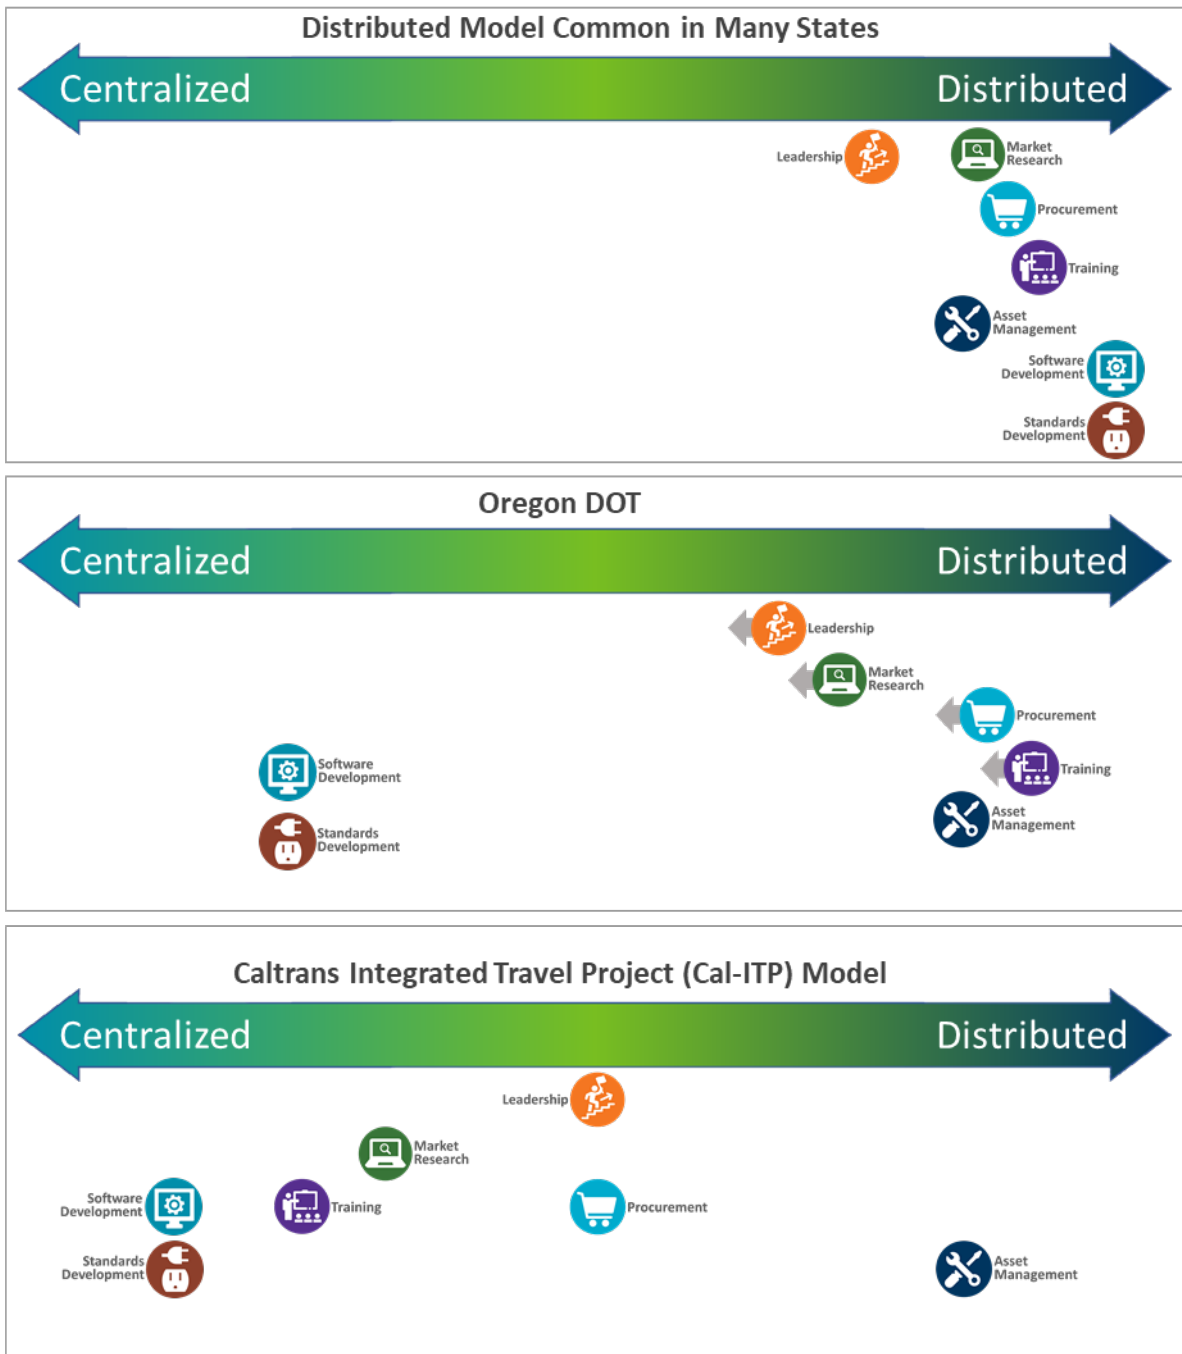 Distributed Model Common in Many States
Centralized
Distributed
Leadership
Market
Research
Procurement
Training
Asset
Management
Software
Development
Standards
Development
Oregon DOT
Centralized
Distributed
Leadership
Market
Research
Procurement
Software
Development
Training
Asset
Management
Standards
Development
Caltrans Integrated Travel Project (Cal-ITP) Model
Centralized
Distributed
Leadership
Market
Research
Software
Development
Training
Procurement
Standards
Development
Asset
Management